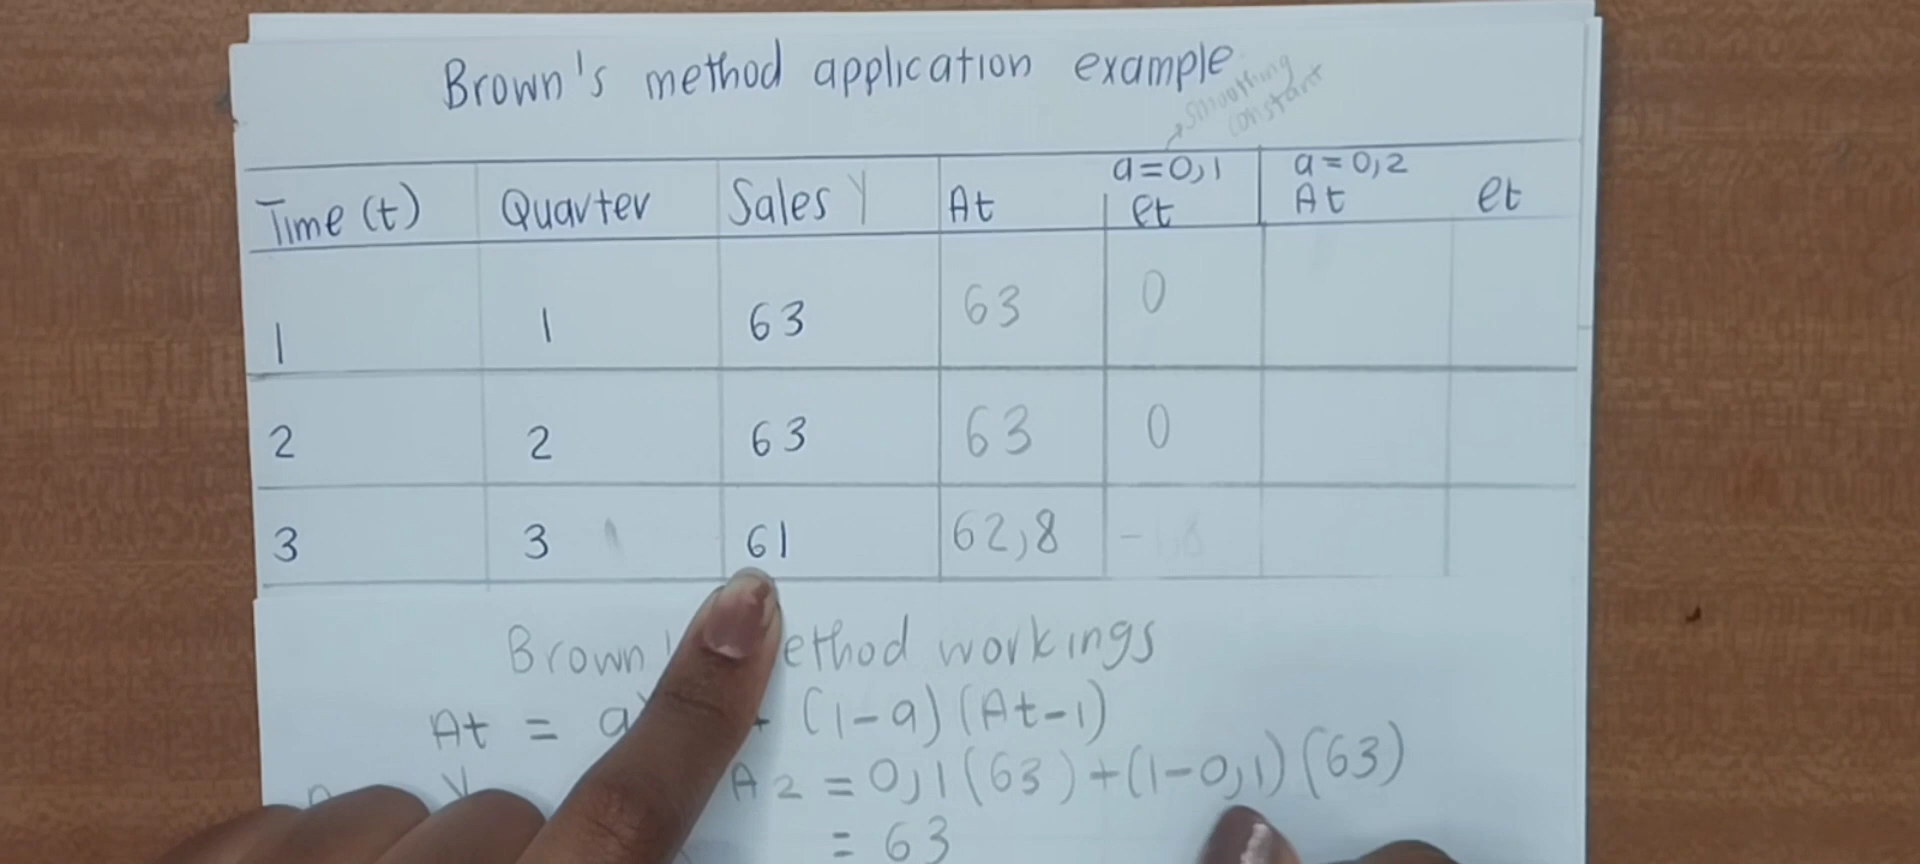 Brown's method application example
smoothing
constant
a=0,1 a=0,2
Time (t) Quarter Sales Y At et At et
1 1 63 63 0
2 2 63 63 0
3 3 61 62,8 -
Brown ethod workings
At = a + (1-a) (At-1)
A2 = 0,1(63)+(1-0,1)(63)
= 63